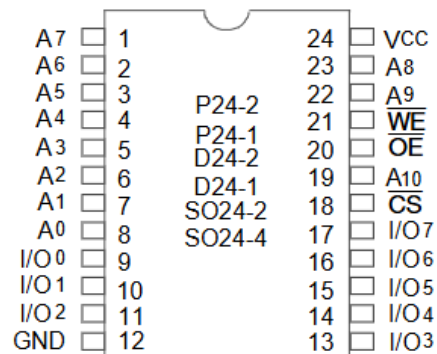 A7 1 24 VCC
A6 2 23 A8
A5 3 22 A9
A4 4 P24-2 21 WE
A3 5 P24-1 20 OE
A2 6 D24-2 19 A10
A1 7 D24-1 18 CS
A0 8 SO24-2 17 I/O7
I/O0 9 SO24-4 16 I/O6
I/O1 10 15 I/O5
I/O2 11 14 I/O4
GND 12 13 I/O3